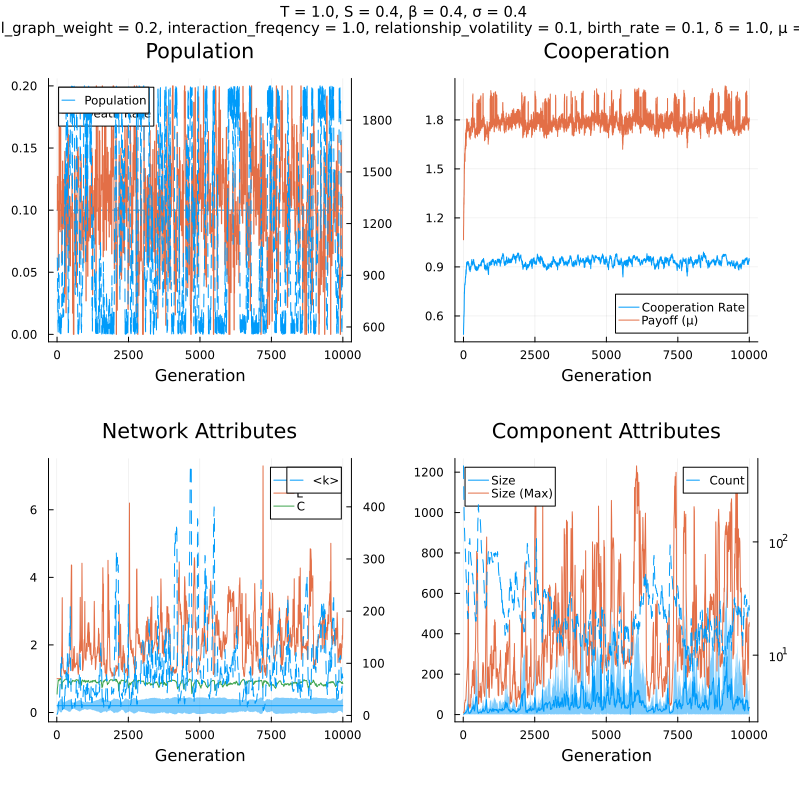 T = 1.0, S = 0.4, β = 0.4, σ = 0.4
l_graph_weight = 0.2, interaction_freqency = 1.0, relationship_volatility = 0.1, birth_rate = 0.1, δ = 1.0, μ =
Population
Cooperation
0.20
0.15
0.10
0.05
0.00
Population
1800
1500
1200
900
600
0
2500
5000
7500
10000
Generation
1.8
1.5
1.2
0.9
0.6
Cooperation Rate
Payoff (μ)
0
2500
5000
7500
10000
Generation
Network Attributes
Component Attributes
6
4
2
0
<k>
C
400
300
200
100
0
0
2500
5000
7500
10000
Generation
1200
1000
800
600
400
200
0
Size
Size (Max)
Count
10²
10¹
0
2500
5000
7500
10000
Generation